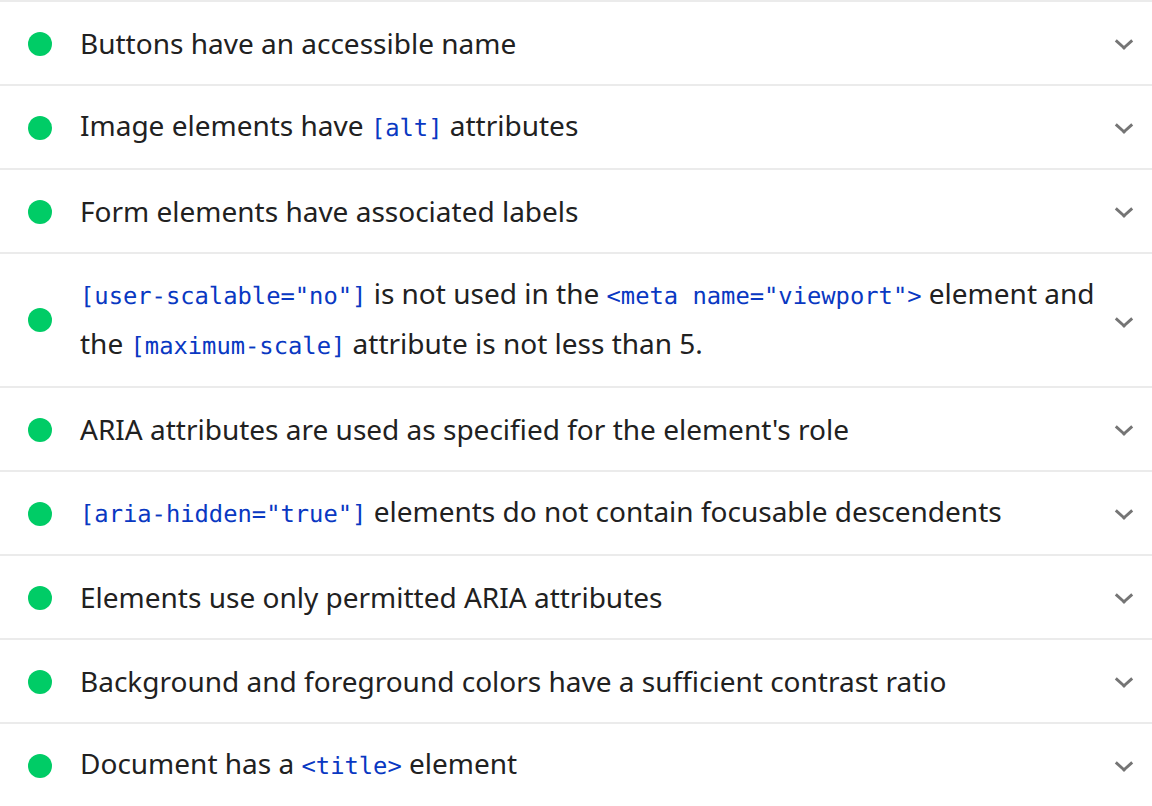 Buttons have an accessible name
Image elements have [alt] attributes
Form elements have associated labels
[user-scalable="no"] is not used in the <meta name="viewport"> element and
the [maximum-scale] attribute is not less than 5.
ARIA attributes are used as specified for the element's role
[aria-hidden="true"] elements do not contain focusable descendents
Elements use only permitted ARIA attributes
Background and foreground colors have a sufficient contrast ratio
Document has a <title> element